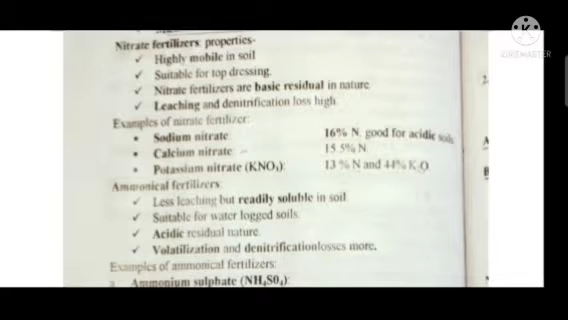 Nitrate fertilizers properties-
✓ Highly mobile in soil
✓ Suitable for top dressing.
✓ Nitrate fertilizers are basic residual in nature.
✓ Leaching and denitrification loss high.
Examples of nitrate fertilizer:
• Sodium nitrate: 16% N, good for acidic soils
• Calcium nitrate: 15.5% N
• Potassium nitrate (KNO₃): 13 % N and 44% K₂O
Ammonical fertilizers:
✓ Less leaching but readily soluble in soil
✓ Suitable for water logged soils.
✓ Acidic residual nature.
✓ Volatilization and denitrificationlosses more.
Examples of ammonical fertilizers:
Ammonium sulphate (NH₄S0₄):
KINEMASTER